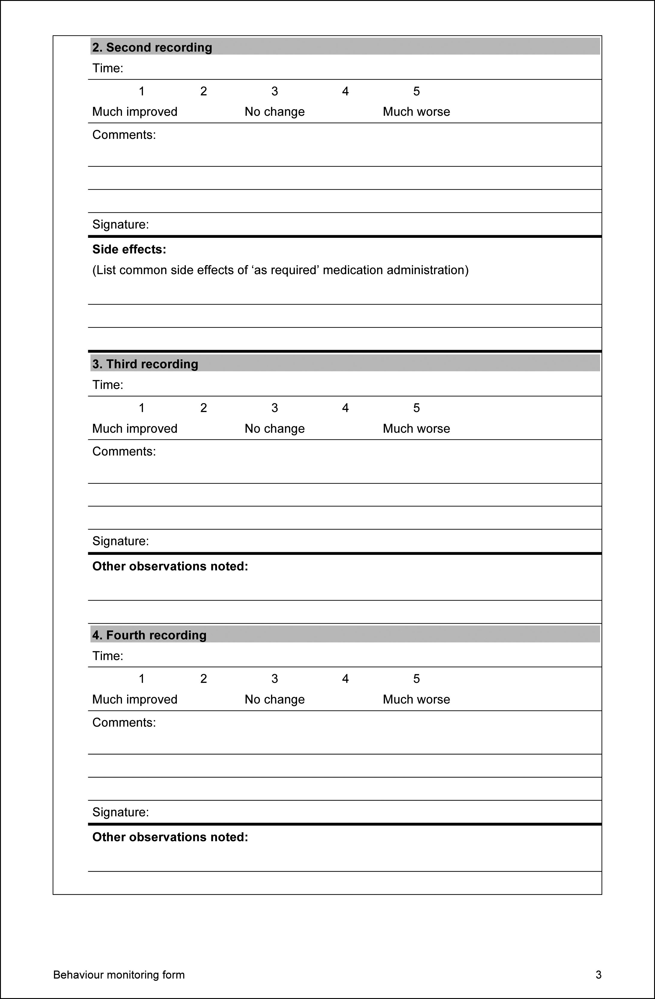 2. Second recording
Time:
1 2 3 4 5
Much improved No change Much worse
Comments:
Signature:
Side effects:
(List common side effects of ‘as required’ medication administration)
3. Third recording
Time:
1 2 3 4 5
Much improved No change Much worse
Comments:
Signature:
Other observations noted:
4. Fourth recording
Time:
1 2 3 4 5
Much improved No change Much worse
Comments:
Signature:
Other observations noted:
Behaviour monitoring form 3